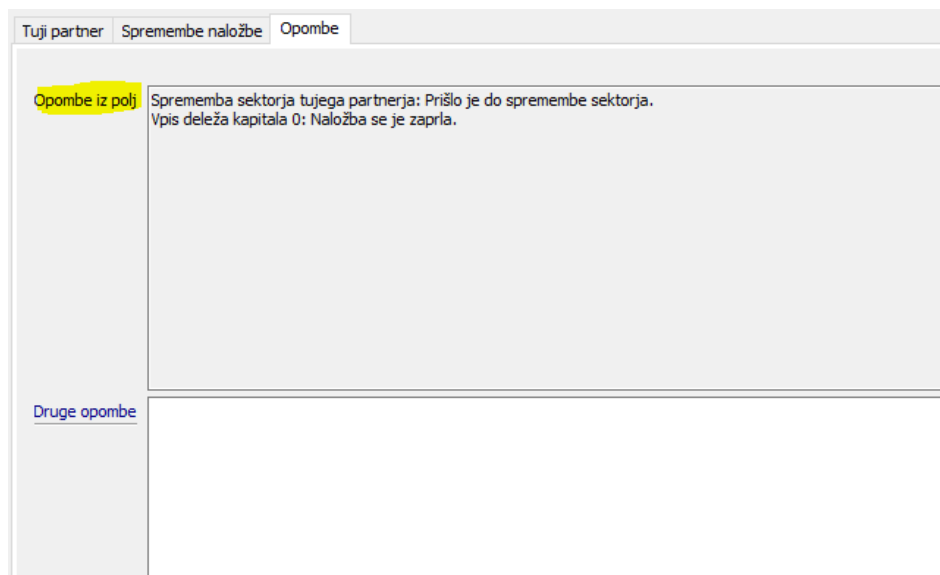 Tuji partner Spremembe naložbe Opombe
Opombe iz polj
Sprememba sektorja tujega partnerja: Prišlo je do spremembe sektorja.
Vpis deleža kapitala 0: Naložba se je zaprla.
Druge opombe